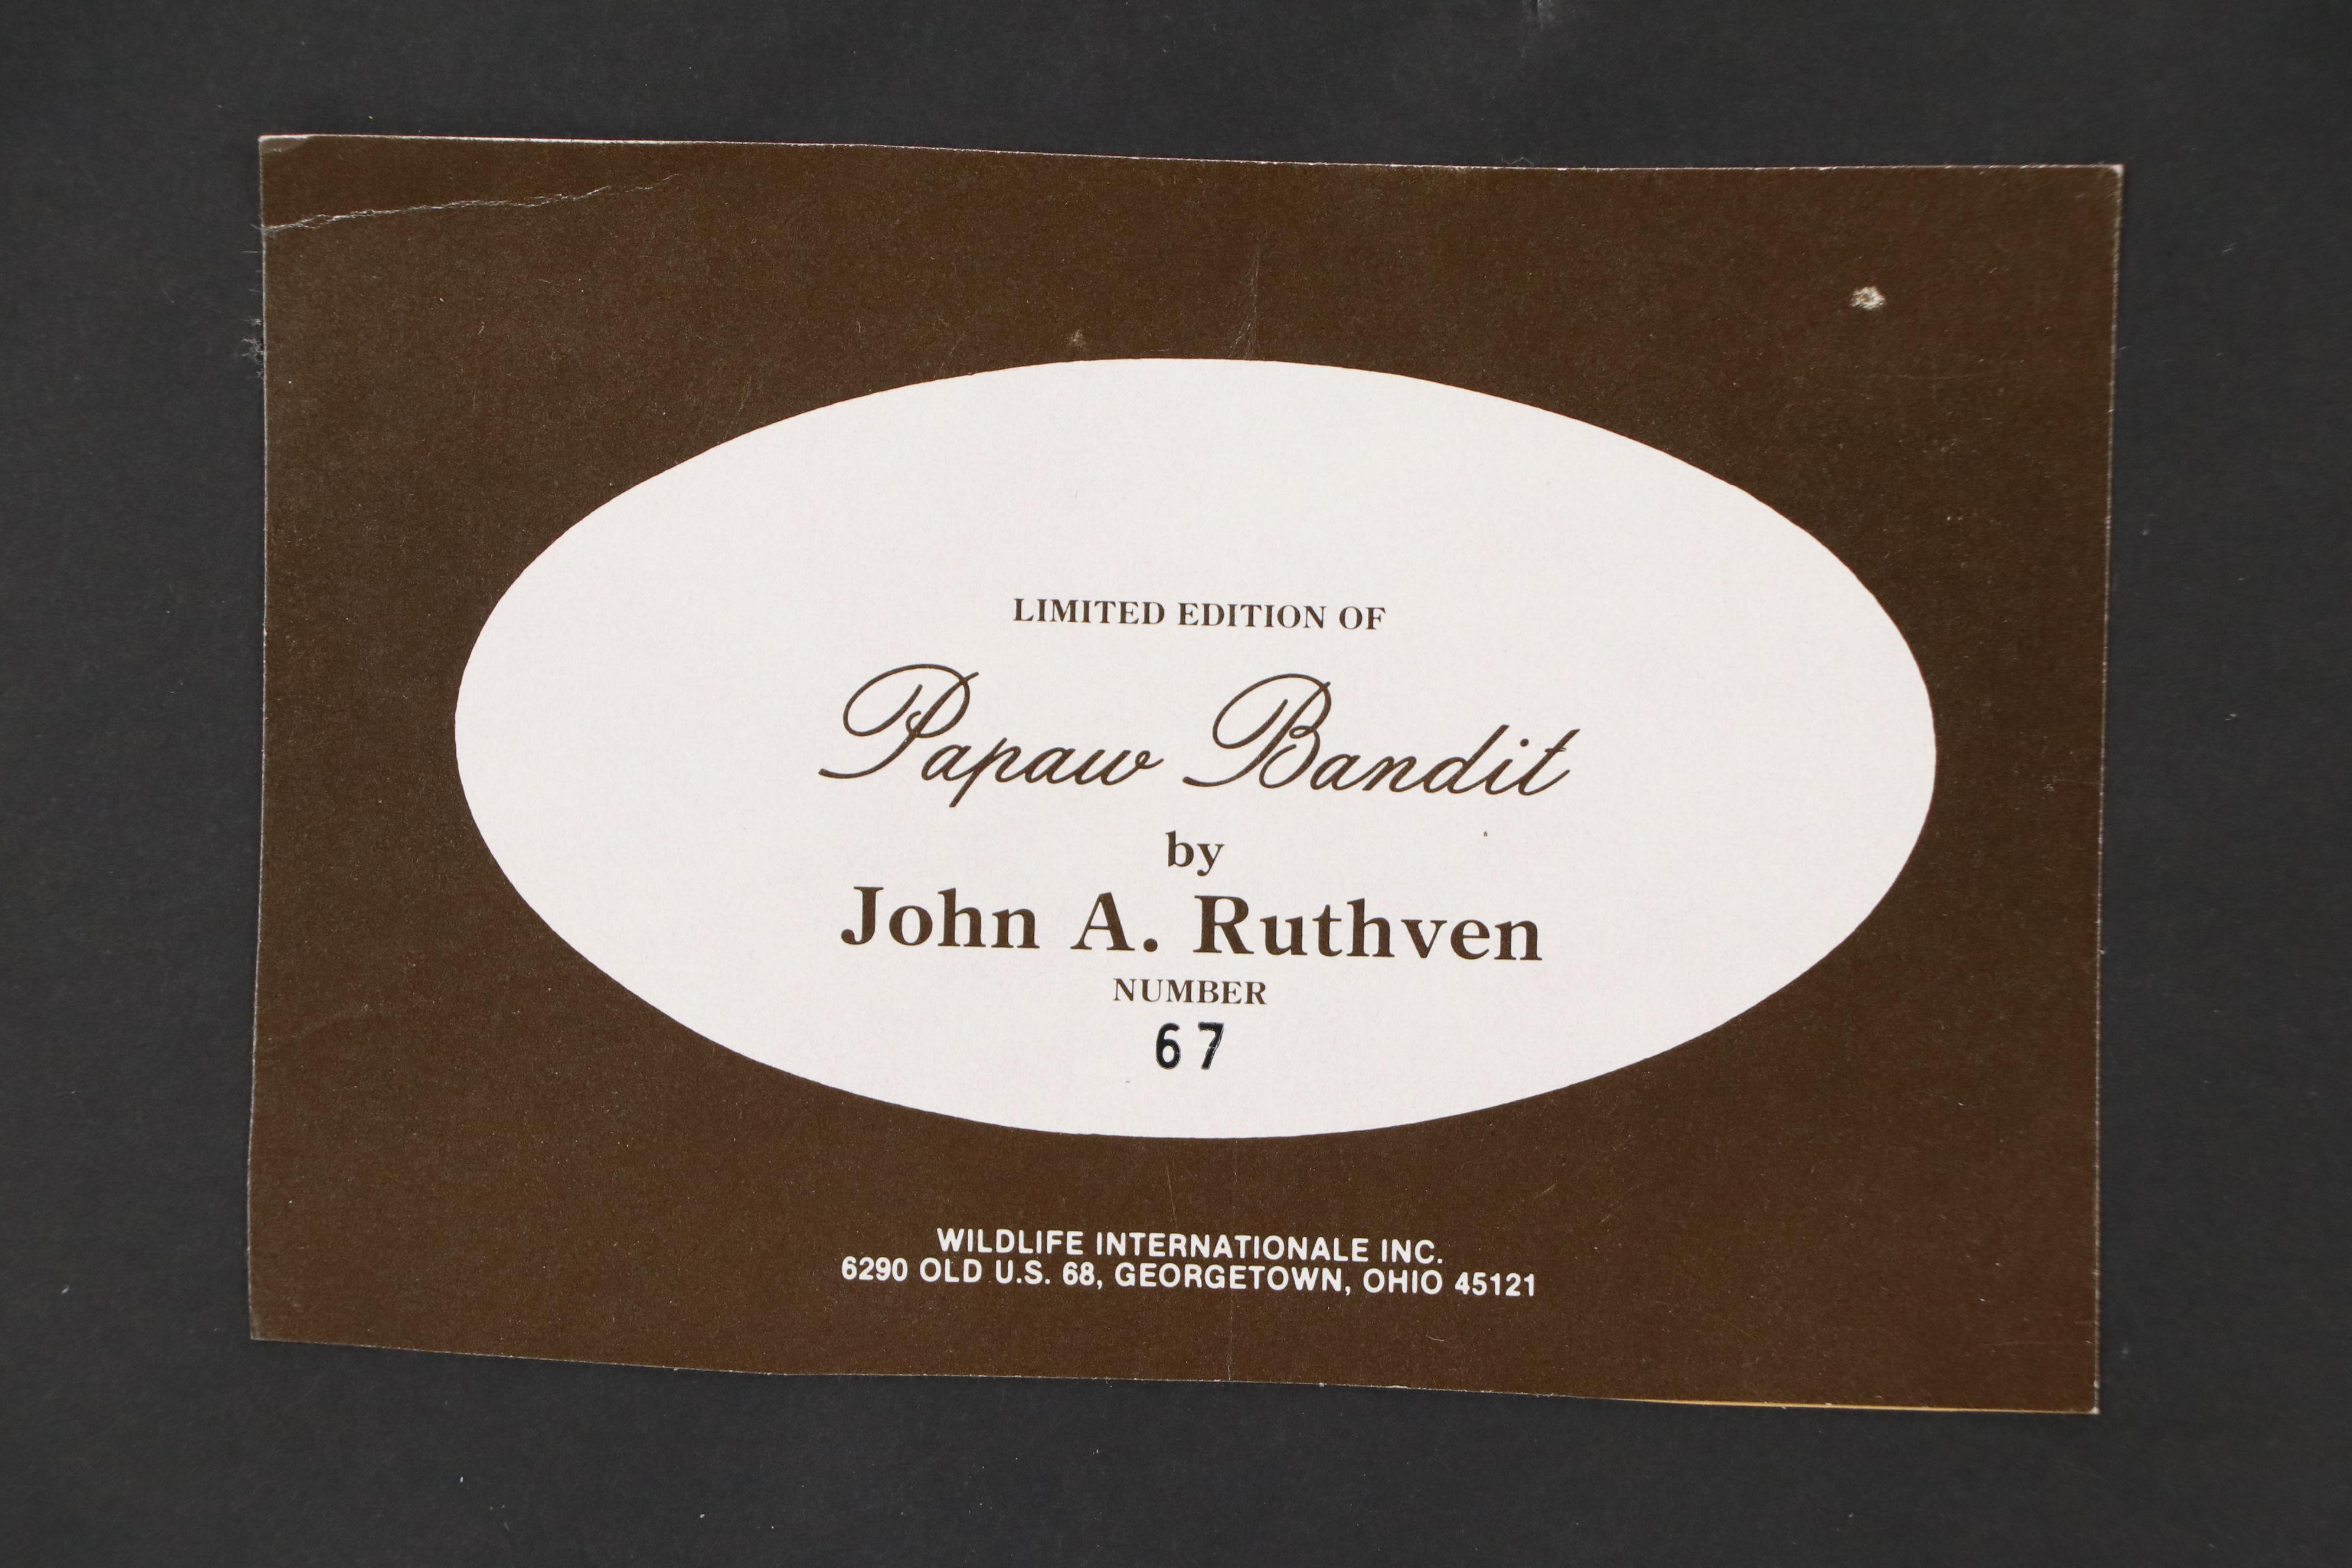 LIMITED EDITION OF
Papaw Bandit
by
John A. Ruthven
NUMBER
67
WILDLIFE INTERNATIONALE INC.
6290 OLD U.S. 68, GEORGETOWN, OHIO 45121